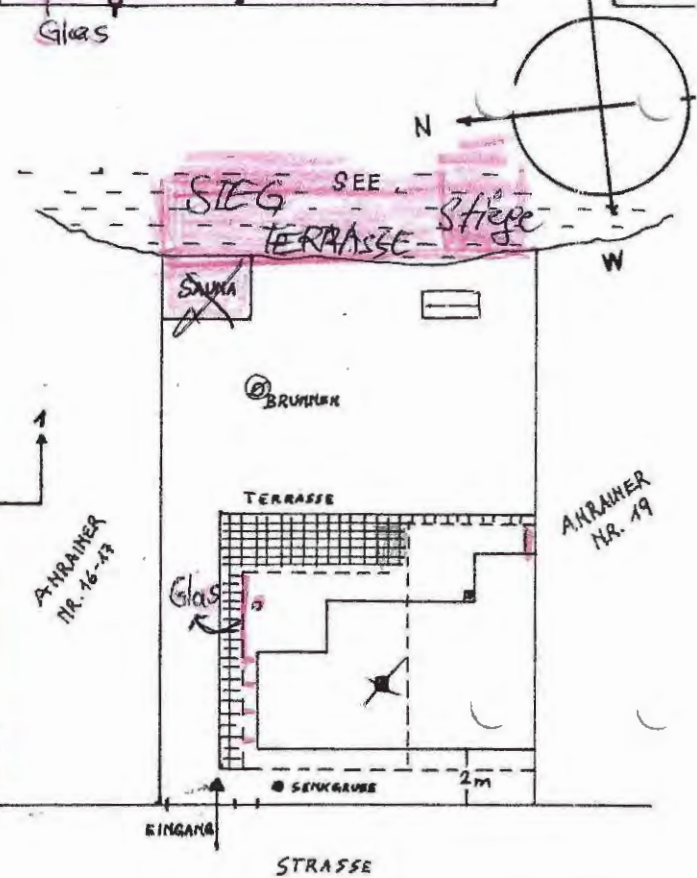 Glas
N
SEE
SIEG
Stiege
TERRASSE
W
SAUNA
BRUNNEN
1
TERRASSE
ANRAINER
NR. 16-17
ANRAINER
NR. 19
Glas
2m
SENKGRUBE
EINGANG
STRASSE